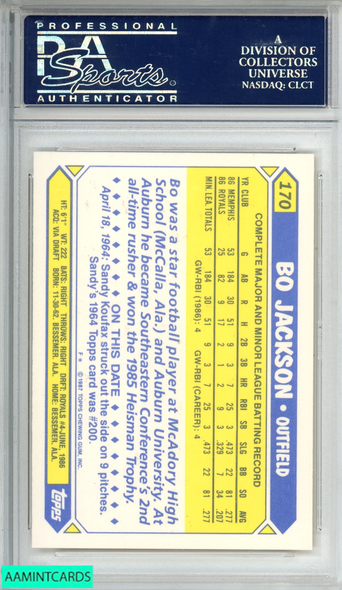 PROFESSIONAL
PSA
Sports
AUTHENTICATOR
A
DIVISION OF
COLLECTORS
UNIVERSE
NASDAQ: CLCT
170
BO JACKSON • OUTFIELD
COMPLETE MAJOR AND MINOR LEAGUE BATTING RECORD
YR CLUB G AB R H 2B 3B HR RBI SB SLG BB SO AVG
86 MEMPHIS 53 184 30 51 9 3 7 25 3 .473 22 81 .277
86 ROYALS 25 82 9 17 2 1 2 9 3 .329 7 34 .207
MIN. LEA. TOTALS 53 184 30 51 9 3 7 25 3 .473 22 81 .277
GW-RBI (1986): 4 GW-RBI (CAREER): 4
Bo was a star football player at McAdory High
School (McCalla, Ala.) and Auburn University. At
Auburn he became Southeastern Conference's 2nd
all-time rusher & won the 1985 Heisman Trophy.
ON THIS DATE
April 18, 1964: Sandy Koufax struck out the side on 9 pitches.
Sandy's 1964 Topps card was #200.
© 1987 TOPPS CHEWING GUM, INC.
HT: 6'1" WT: 222 BATS: RIGHT THROWS: RIGHT DRFT: ROYALS #4-JUNE, 1986
ACQ: VIA DRAFT BORN: 11-30-62, BESSEMER, ALA. HOME: BESSEMER, ALA.
topps
AAMINTCARDS